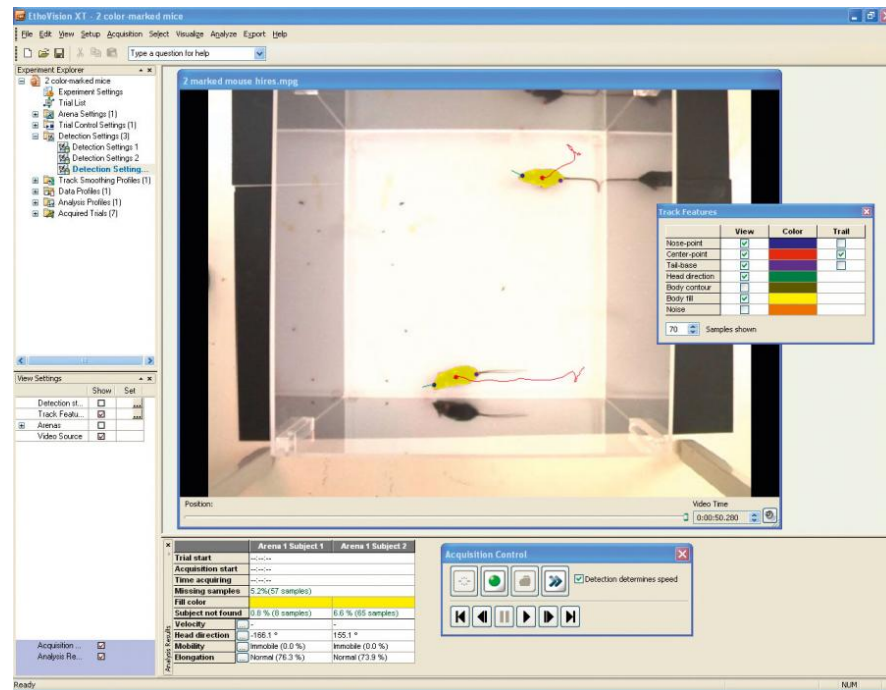 EthoVision XT - 2 color-marked mice
File Edit View Setup Acquisition Select Visualize Analyze Export Help
Type a question for help
Experiment Explorer
2 color-marked mice
Experiment Settings
Trial List
Arena Settings (1)
Trial Control Settings (1)
Detection Settings (3)
Detection Settings 1
Detection Settings 2
Detection Setting...
Track Smoothing Profiles (1)
Data Profiles (1)
Analysis Profiles (1)
Acquired Trials (7)
2 marked mouse hires.mpg
Track Features
View Color Trail
Nose-point
Center-point
Tail-base
Head direction
Body contour
Body fill
Noise
70 Samples shown
View Settings
Show Set
Detection st... ...
Track Featu... ...
Arenas
Video Source
Position: Video Time
0:00:50.280
Arena 1 Subject 1 Arena 1 Subject 2
Trial start --:--:--
Acquisition start --:--:--
Time acquiring --:--:--
Missing samples 5.2%(57 samples)
Fill color
Subject not found 0.8 % (8 samples) 6.6 % (65 samples)
Velocity - -
Head direction -166.1 ° 155.1 °
Mobility Immobile (0.0 %) Immobile (0.0 %)
Elongation Normal (76.3 %) Normal (73.9 %)
Analysis Results
Acquisition Control
Detection determines speed
Acquisition ...
Analysis Re...
Ready NUM